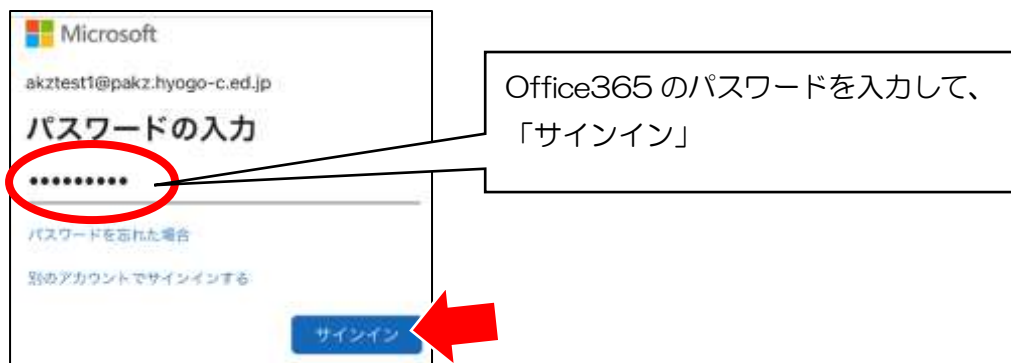 Microsoft
akztest1@pakz.hyogo-c.ed.jp
パスワードの入力
•••••••••
パスワードを忘れた場合
別のアカウントでサインインする
サインイン
Office365 のパスワードを入力して、
「サインイン」